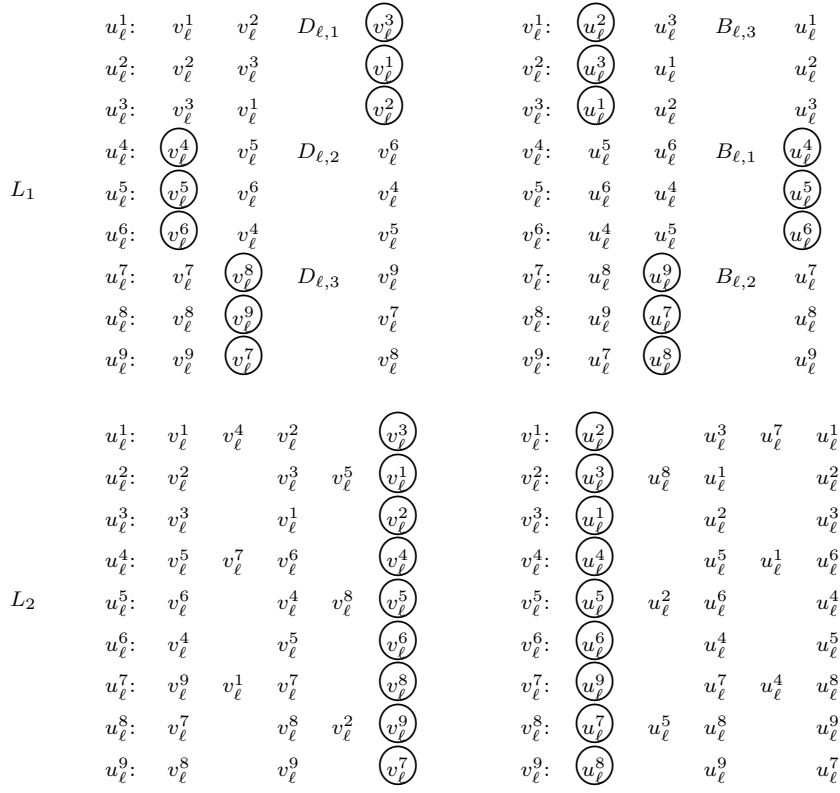 u_ℓ^1: v_ℓ^1 v_ℓ^2 D_{ℓ,1} v_ℓ^3 v_ℓ^1: u_ℓ^2 u_ℓ^3 B_{ℓ,3} u_ℓ^1
u_ℓ^2: v_ℓ^2 v_ℓ^3 v_ℓ^1 v_ℓ^2: u_ℓ^3 u_ℓ^1 u_ℓ^2
u_ℓ^3: v_ℓ^3 v_ℓ^1 v_ℓ^2 v_ℓ^3: u_ℓ^1 u_ℓ^2 u_ℓ^3
u_ℓ^4: v_ℓ^4 v_ℓ^5 D_{ℓ,2} v_ℓ^6 v_ℓ^4: u_ℓ^5 u_ℓ^6 B_{ℓ,1} u_ℓ^4
L_1 u_ℓ^5: v_ℓ^5 v_ℓ^6 v_ℓ^4 v_ℓ^5: u_ℓ^6 u_ℓ^4 u_ℓ^5
u_ℓ^6: v_ℓ^6 v_ℓ^4 v_ℓ^5 v_ℓ^6: u_ℓ^4 u_ℓ^5 u_ℓ^6
u_ℓ^7: v_ℓ^7 v_ℓ^8 D_{ℓ,3} v_ℓ^9 v_ℓ^7: u_ℓ^8 u_ℓ^9 B_{ℓ,2} u_ℓ^7
u_ℓ^8: v_ℓ^8 v_ℓ^9 v_ℓ^7 v_ℓ^8: u_ℓ^9 u_ℓ^7 u_ℓ^8
u_ℓ^9: v_ℓ^9 v_ℓ^7 v_ℓ^8 v_ℓ^9: u_ℓ^7 u_ℓ^8 u_ℓ^9
u_ℓ^1: v_ℓ^1 v_ℓ^4 v_ℓ^2 v_ℓ^3 v_ℓ^1: u_ℓ^2 u_ℓ^3 u_ℓ^7 u_ℓ^1
u_ℓ^2: v_ℓ^2 v_ℓ^3 v_ℓ^5 v_ℓ^1 v_ℓ^2: u_ℓ^3 u_ℓ^8 u_ℓ^1 u_ℓ^2
u_ℓ^3: v_ℓ^3 v_ℓ^1 v_ℓ^2 v_ℓ^3: u_ℓ^1 u_ℓ^2 u_ℓ^3
u_ℓ^4: v_ℓ^5 v_ℓ^7 v_ℓ^6 v_ℓ^4 v_ℓ^4: u_ℓ^4 u_ℓ^5 u_ℓ^1 u_ℓ^6
L_2 u_ℓ^5: v_ℓ^6 v_ℓ^4 v_ℓ^8 v_ℓ^5 v_ℓ^5: u_ℓ^5 u_ℓ^2 u_ℓ^6 u_ℓ^4
u_ℓ^6: v_ℓ^4 v_ℓ^5 v_ℓ^6 v_ℓ^6: u_ℓ^6 u_ℓ^4 u_ℓ^5
u_ℓ^7: v_ℓ^9 v_ℓ^1 v_ℓ^7 v_ℓ^8 v_ℓ^7: u_ℓ^9 u_ℓ^7 u_ℓ^4 u_ℓ^8
u_ℓ^8: v_ℓ^7 v_ℓ^8 v_ℓ^2 v_ℓ^9 v_ℓ^8: u_ℓ^7 u_ℓ^5 u_ℓ^8 u_ℓ^9
u_ℓ^9: v_ℓ^8 v_ℓ^9 v_ℓ^7 v_ℓ^9: u_ℓ^8 u_ℓ^9 u_ℓ^7